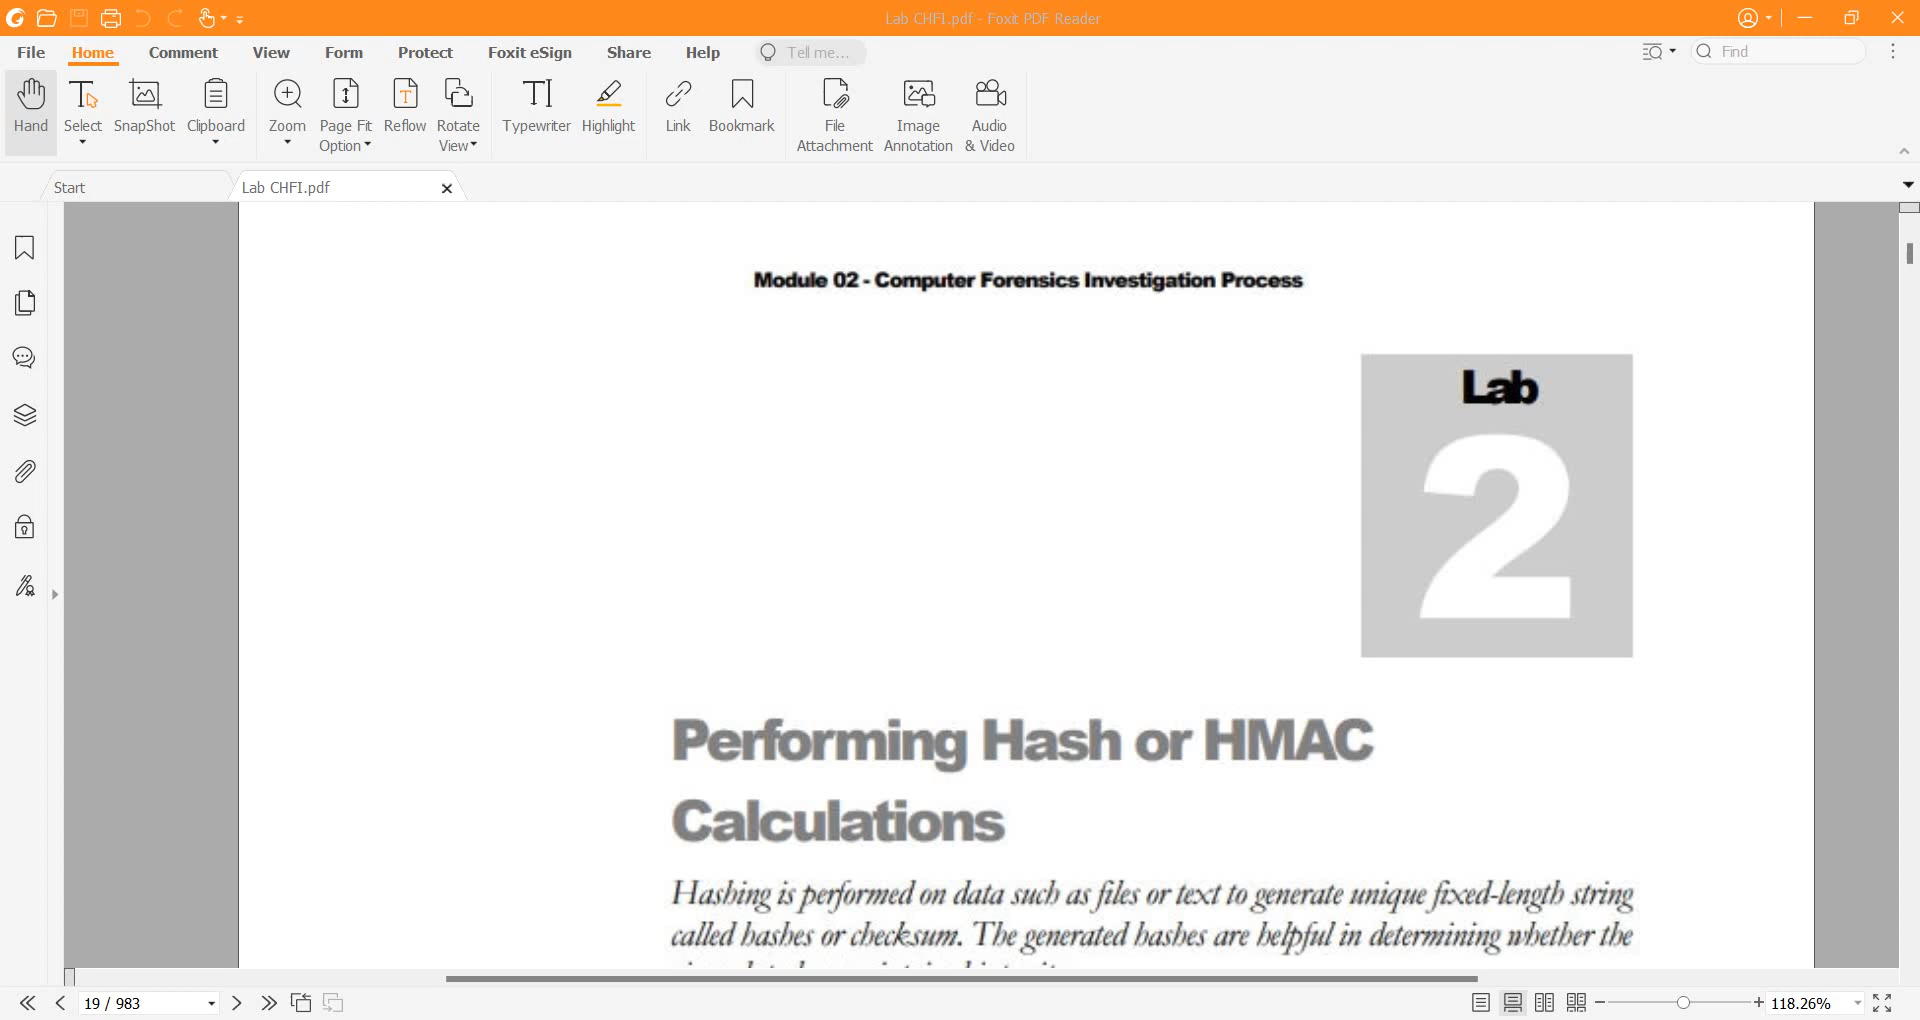 Lab CHFI.pdf - Foxit PDF Reader
File Home Comment View Form Protect Foxit eSign Share Help Tell me... Find
Hand Select SnapShot Clipboard Zoom Page Fit Option Reflow Rotate View Typewriter Highlight Link Bookmark File Attachment Image Annotation Audio & Video
Start Lab CHFI.pdf
Module 02 - Computer Forensics Investigation Process
Lab
2
Performing Hash or HMAC
Calculations
Hashing is performed on data such as files or text to generate unique fixed-length string
called hashes or checksum. The generated hashes are helpful in determining whether the
19 / 983 118.26%